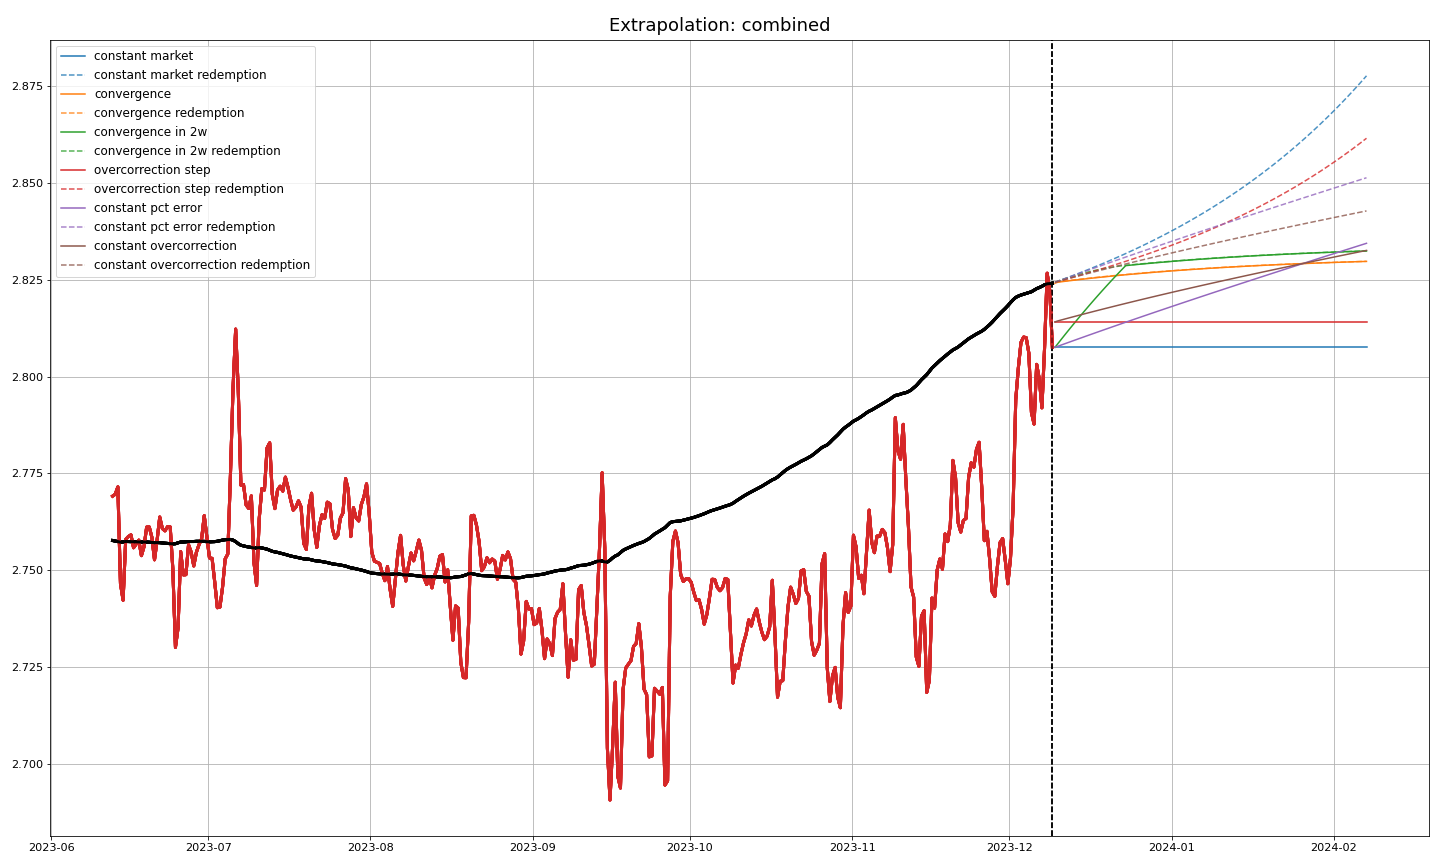 Extrapolation: combined
constant market
constant market redemption
convergence
convergence redemption
convergence in 2w
convergence in 2w redemption
overcorrection step
overcorrection step redemption
constant pct error
constant pct error redemption
constant overcorrection
constant overcorrection redemption
2.875
2.850
2.825
2.800
2.775
2.750
2.725
2.700
2023-06
2023-07
2023-08
2023-09
2023-10
2023-11
2023-12
2024-01
2024-02